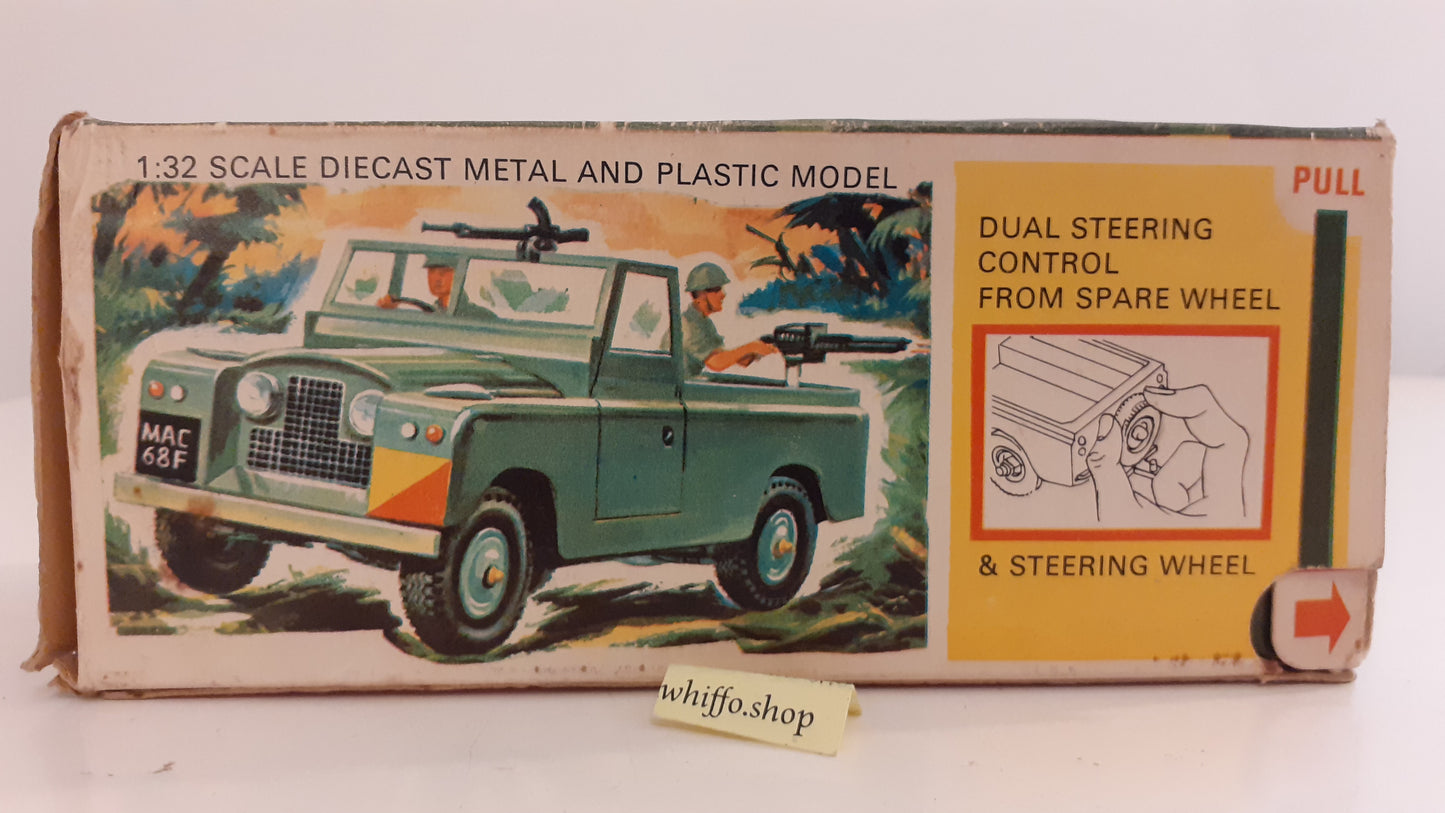 1:32 SCALE DIECAST METAL AND PLASTIC MODEL
MAC
68F
DUAL STEERING
CONTROL
FROM SPARE WHEEL
& STEERING WHEEL
PULL
whiffo.shop